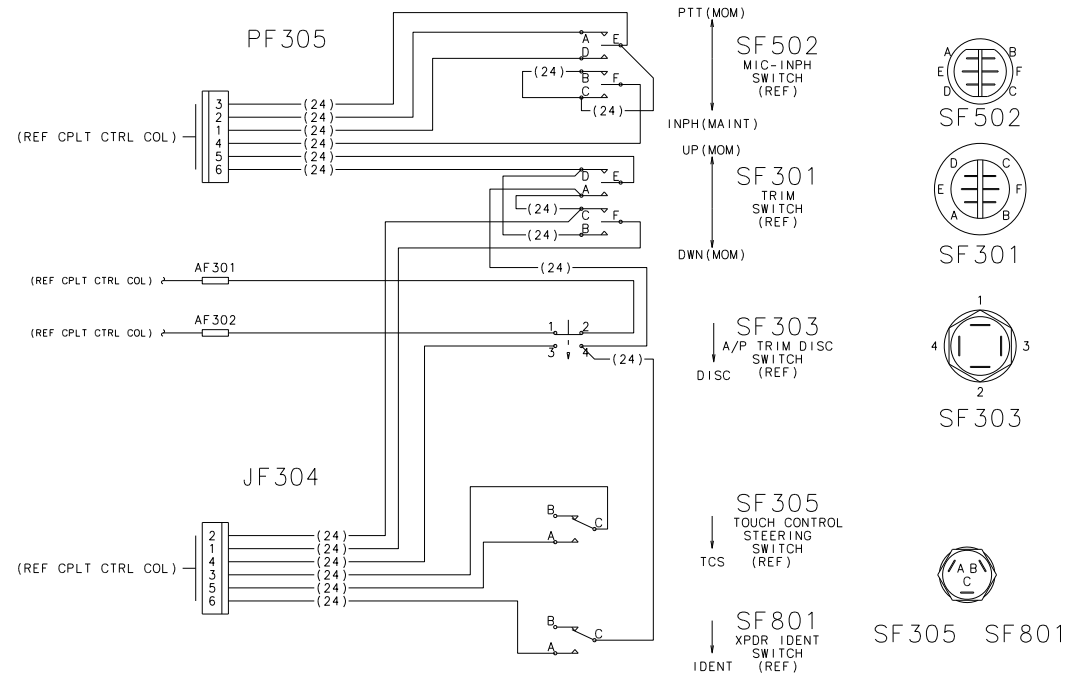 PF305
3 (24)
2 (24)
1 (24)
4 (24)
5 (24)
6 (24)
(REF CPLT CTRL COL)
A
E
D
(24)
B
F
C
(24)
PTT(MOM)
SF502
MIC-INPH
SWITCH
(REF)
INPH(MAINT)
A B
E F
D C
SF502
D
E
A
(24)
C
F
(24)
B
(24)
UP(MOM)
SF301
TRIM
SWITCH
(REF)
DWN(MOM)
D C
E F
A B
SF301
(REF CPLT CTRL COL)
AF301
(REF CPLT CTRL COL)
AF302
1 2
3 4
(24)
SF303
A/P TRIM DISC
SWITCH
(REF)
DISC
1
4 3
2
SF303
JF304
2 (24)
1 (24)
4 (24)
3 (24)
5 (24)
6 (24)
(REF CPLT CTRL COL)
B
C
A
SF305
TOUCH CONTROL
STEERING
SWITCH
(REF)
TCS
B
C
A
SF801
XPDR IDENT
SWITCH
(REF)
IDENT
A B
C
SF305 SF801